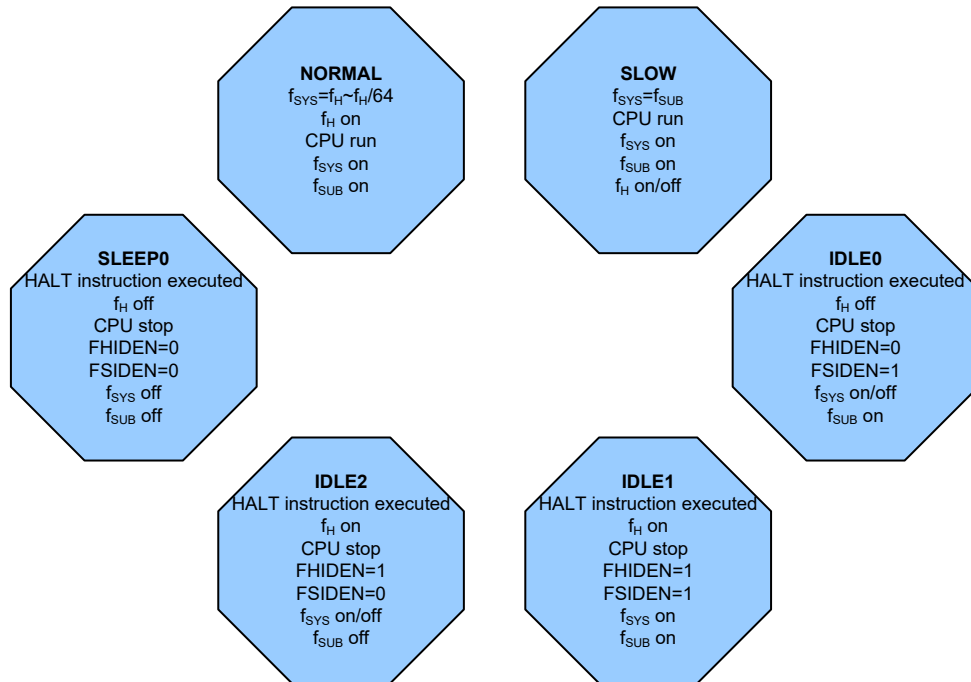 NORMAL
fSYS=fH~fH/64
fH on
CPU run
fSYS on
fSUB on
SLOW
fSYS=fSUB
CPU run
fSYS on
fSUB on
fH on/off
SLEEP0
HALT instruction executed
fH off
CPU stop
FHIDEN=0
FSIDEN=0
fSYS off
fSUB off
IDLE0
HALT instruction executed
fH off
CPU stop
FHIDEN=0
FSIDEN=1
fSYS on/off
fSUB on
IDLE2
HALT instruction executed
fH on
CPU stop
FHIDEN=1
FSIDEN=0
fSYS on/off
fSUB off
IDLE1
HALT instruction executed
fH on
CPU stop
FHIDEN=1
FSIDEN=1
fSYS on
fSUB on